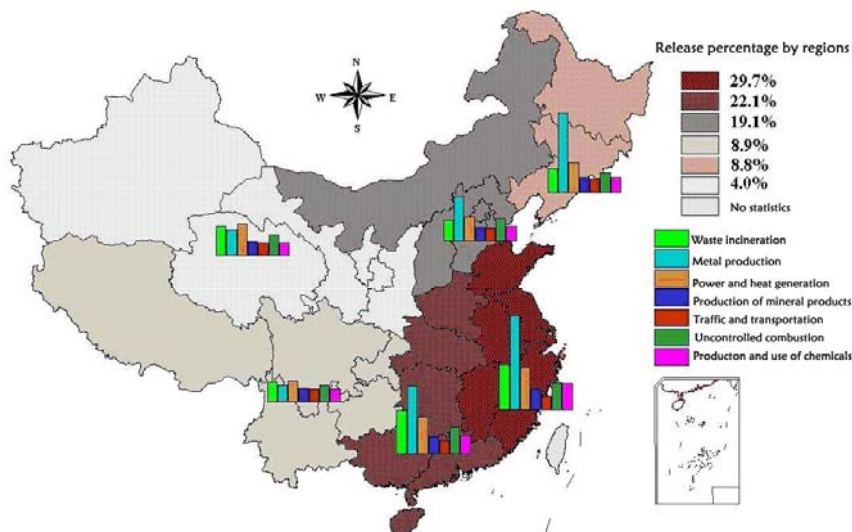 N
W E
S
Release percentage by regions
29.7%
22.1%
19.1%
8.9%
8.8%
4.0%
No statistics
Waste incineration
Metal production
Power and heat generation
Production of mineral products
Traffic and transportation
Uncontrolled combustion
Producton and use of chemicals